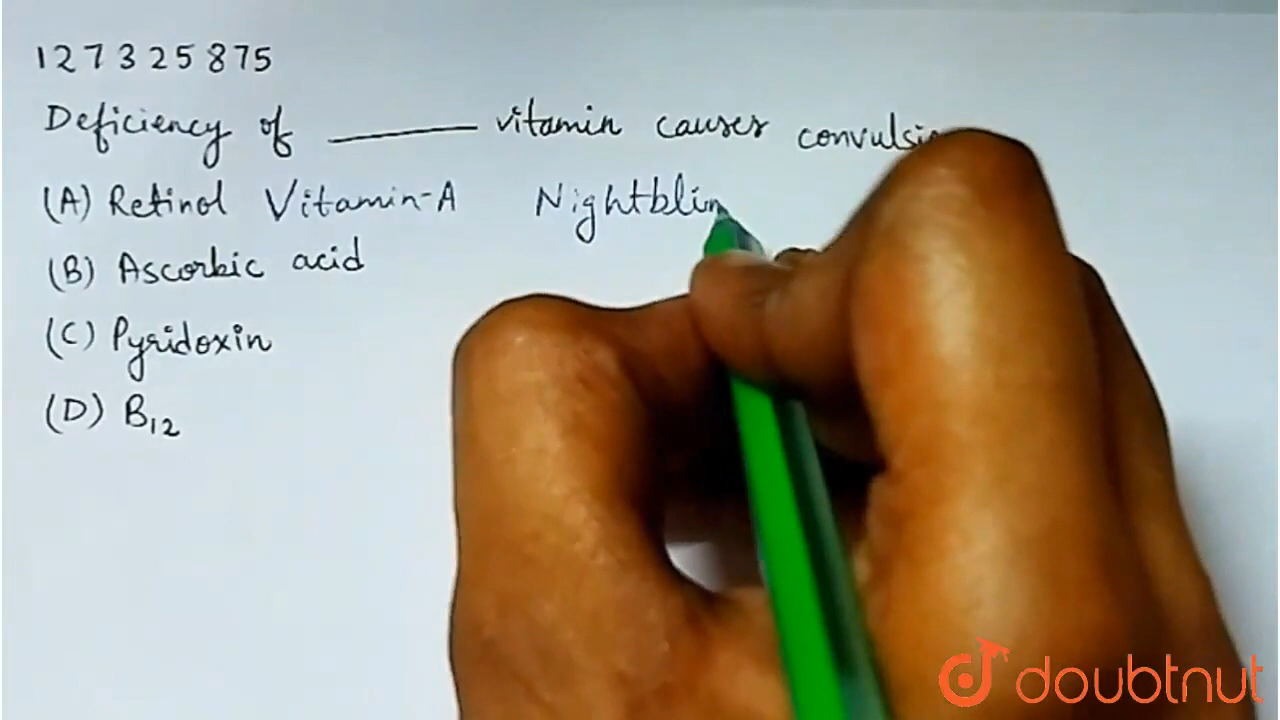 127325875
Deficiency of ______ vitamin causes
(A) Retinol Vitamin-A Nightblin
(B) Ascorbic acid
(C) Pyridoxin
(D) B12
doubtnut